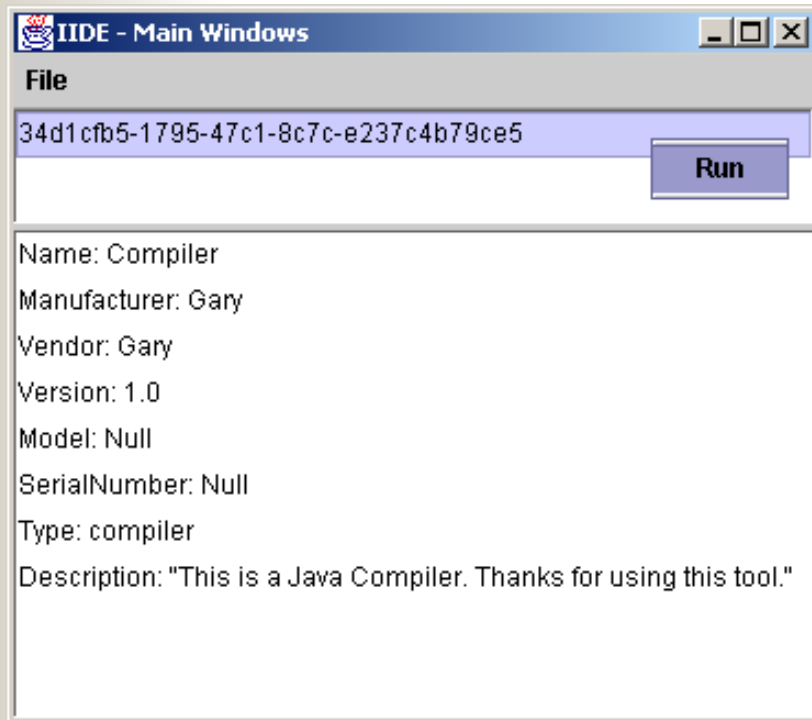 IIDE - Main Windows
File
34d1cfb5-1795-47c1-8c7c-e237c4b79ce5
Run
Name: Compiler
Manufacturer: Gary
Vendor: Gary
Version: 1.0
Model: Null
SerialNumber: Null
Type: compiler
Description: "This is a Java Compiler. Thanks for using this tool."